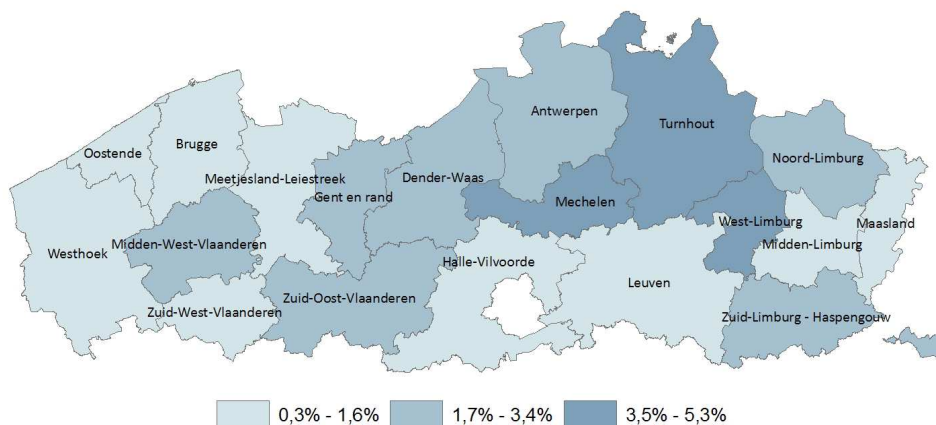 Antwerpen
Turnhout
Oostende
Brugge
Noord-Limburg
Meetjesland-Leiestreek
Dender-Waas
Gent en rand
Mechelen
West-Limburg
Maasland
Midden-West-Vlaanderen
Midden-Limburg
Westhoek
Halle-Vilvoorde
Leuven
Zuid-Oost-Vlaanderen
Zuid-West-Vlaanderen
Zuid-Limburg - Haspengouw
0,3% - 1,6% 1,7% - 3,4% 3,5% - 5,3%